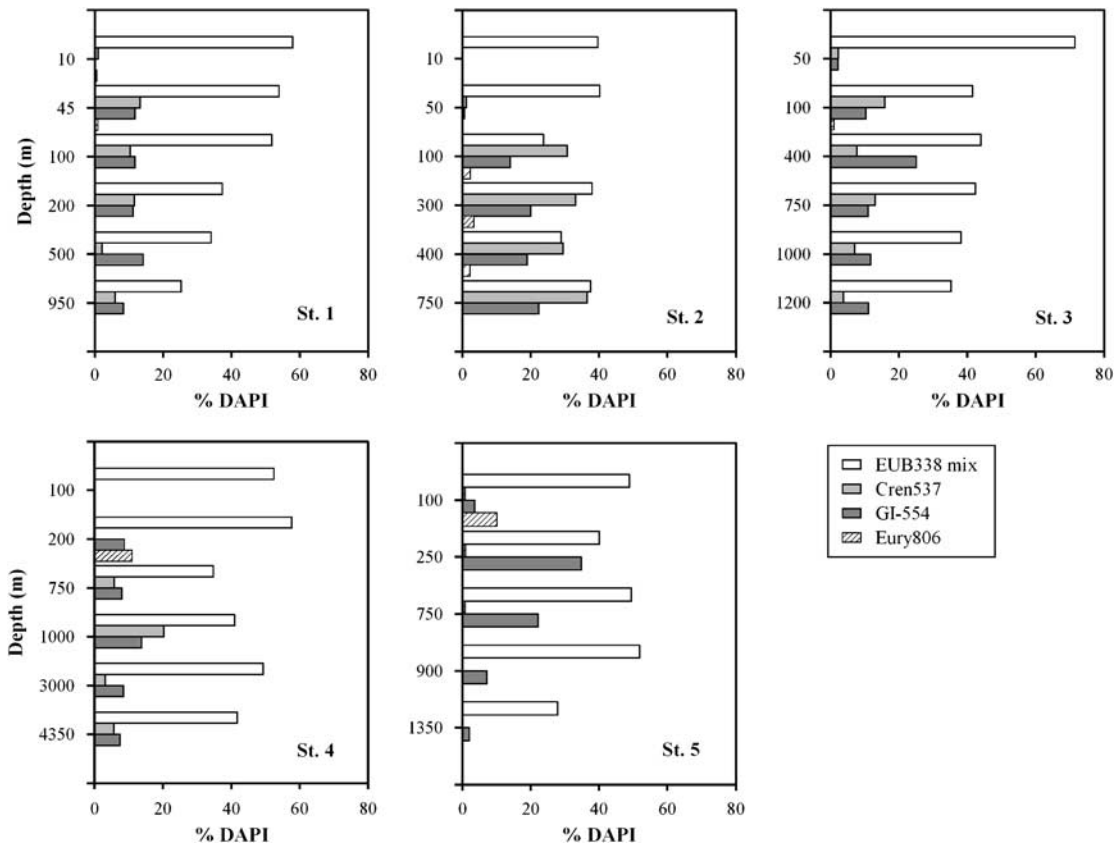 10
45
100
200
500
950
Depth (m)
St. 1
0 20 40 60 80
% DAPI
10
50
100
300
400
750
St. 2
0 20 40 60 80
% DAPI
50
100
400
750
1000
1200
St. 3
0 20 40 60 80
% DAPI
100
200
750
1000
3000
4350
Depth (m)
St. 4
0 20 40 60 80
% DAPI
100
250
750
900
1350
St. 5
0 20 40 60 80
% DAPI
EUB338 mix
Cren537
GI-554
Eury806